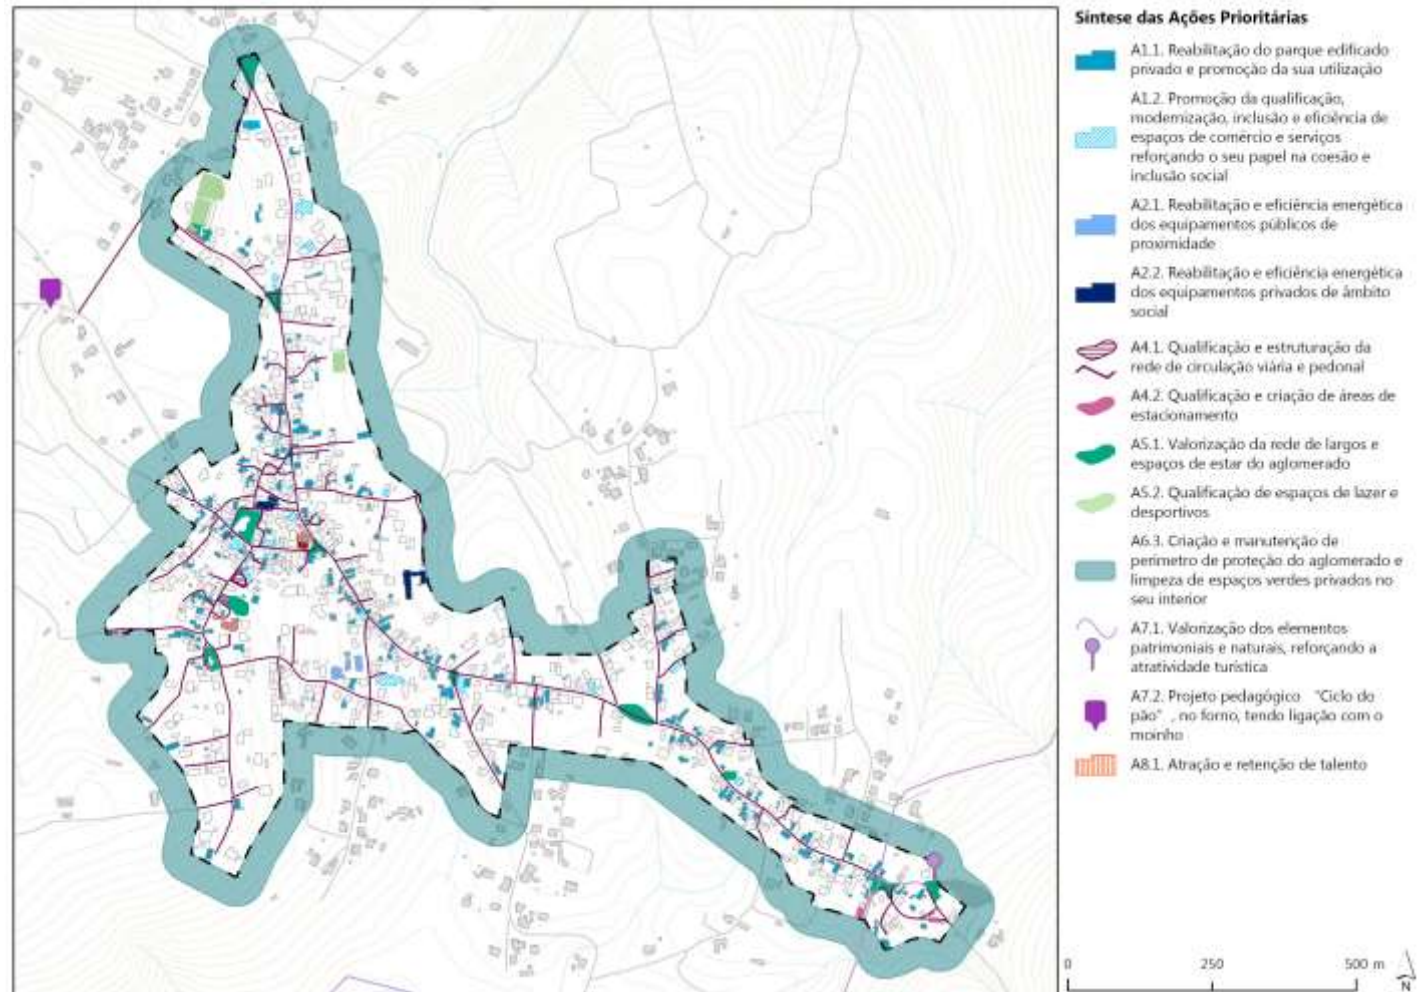 Síntese das Ações Prioritárias
A1.1. Reabilitação do parque edificado
privado e promoção da sua utilização
A1.2. Promoção da qualificação,
modernização, inclusão e eficiência de
espaços de comércio e serviços
reforçando o seu papel na coesão e
inclusão social
A2.1. Reabilitação e eficiência energética
dos equipamentos públicos de
proximidade
A2.2. Reabilitação e eficiência energética
dos equipamentos privados de âmbito
social
A4.1. Qualificação e estruturação da
rede de circulação viária e pedonal
A4.2. Qualificação e criação de áreas de
estacionamento
A5.1. Valorização da rede de largos e
espaços de estar do aglomerado
A5.2. Qualificação de espaços de lazer e
desportivos
A6.3. Criação e manutenção de
perímetro de proteção do aglomerado e
limpeza de espaços verdes privados no
seu interior
A7.1. Valorização dos elementos
patrimoniais e naturais, reforçando a
atratividade turística
A7.2. Projeto pedagógico "Ciclo do
pão" , no forno, tendo ligação com o
moinho
A8.1. Atração e retenção de talento
0 250 500 m
N